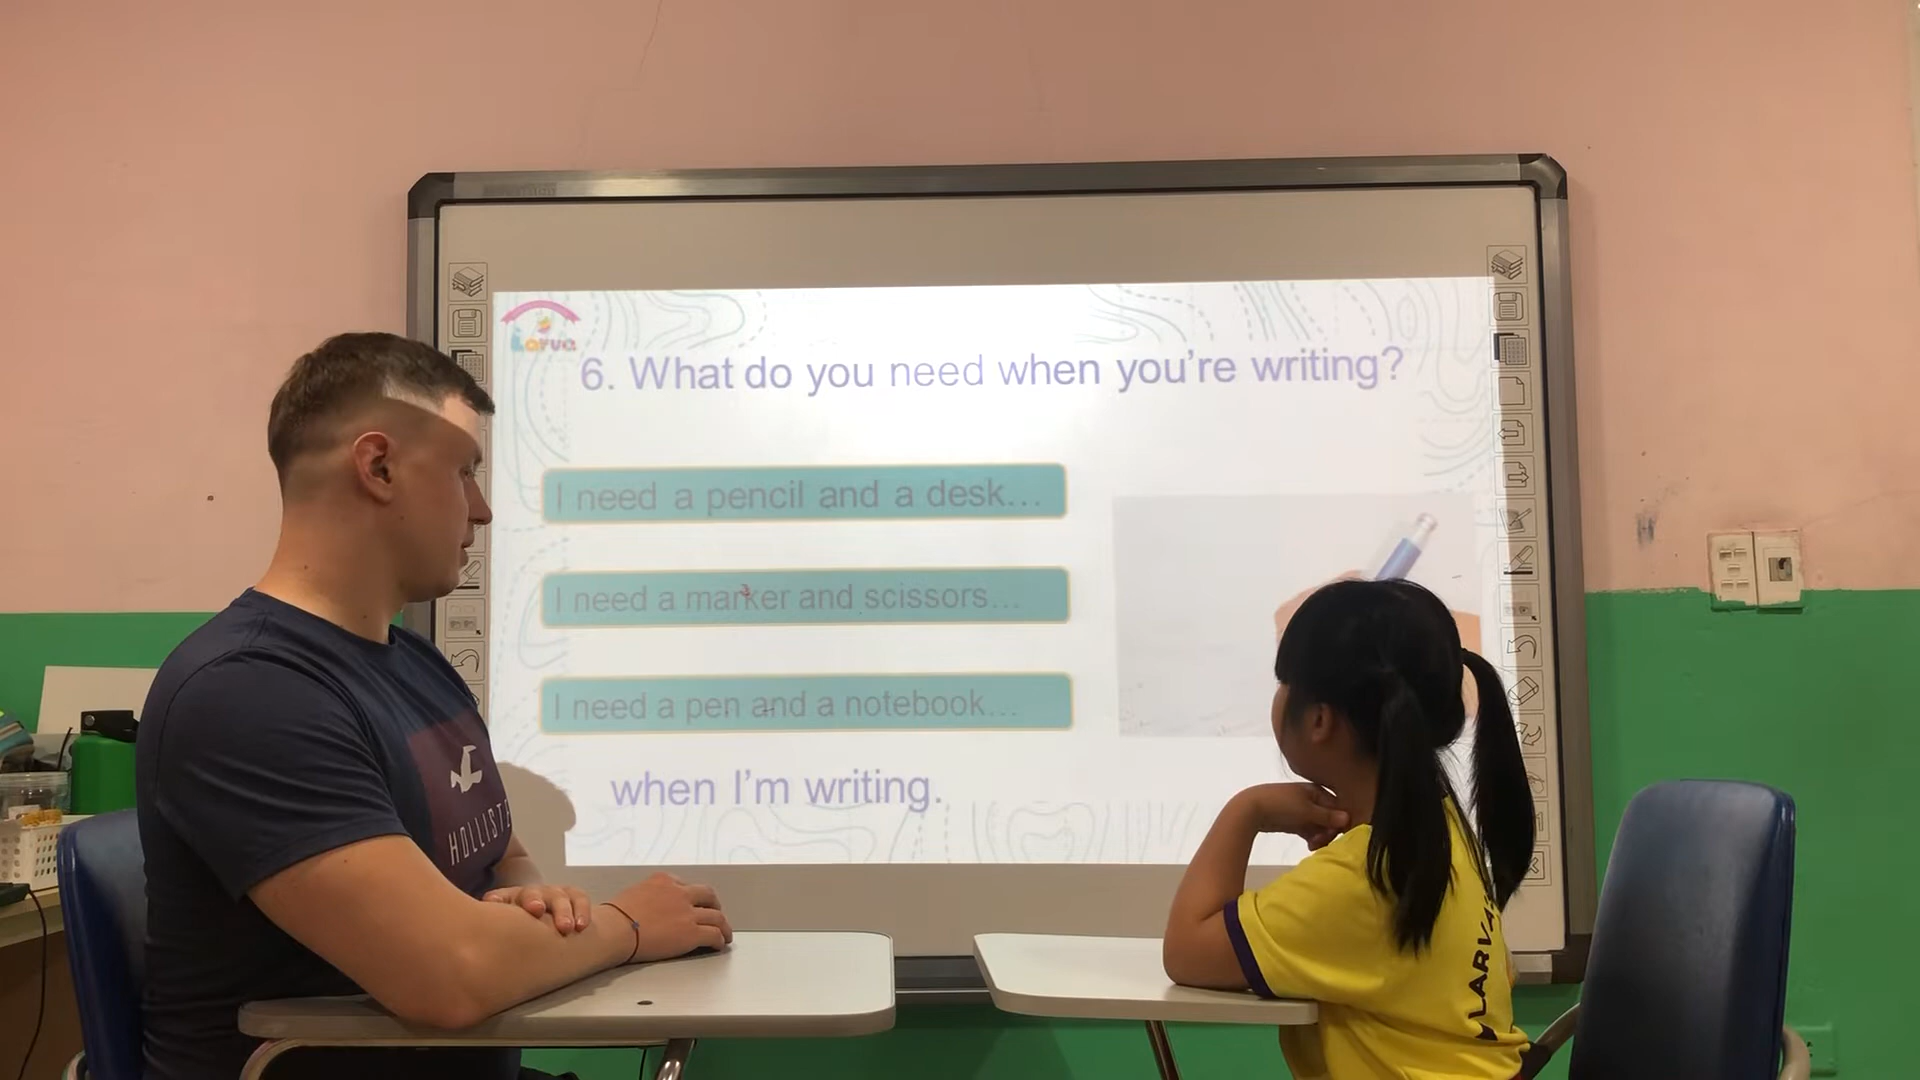 Larva
6. What do you need when you're writing?
I need a pencil and a desk...
I need a marker and scissors...
I need a pen and a notebook...
when I'm writing.
HOLLISTE
LARVA